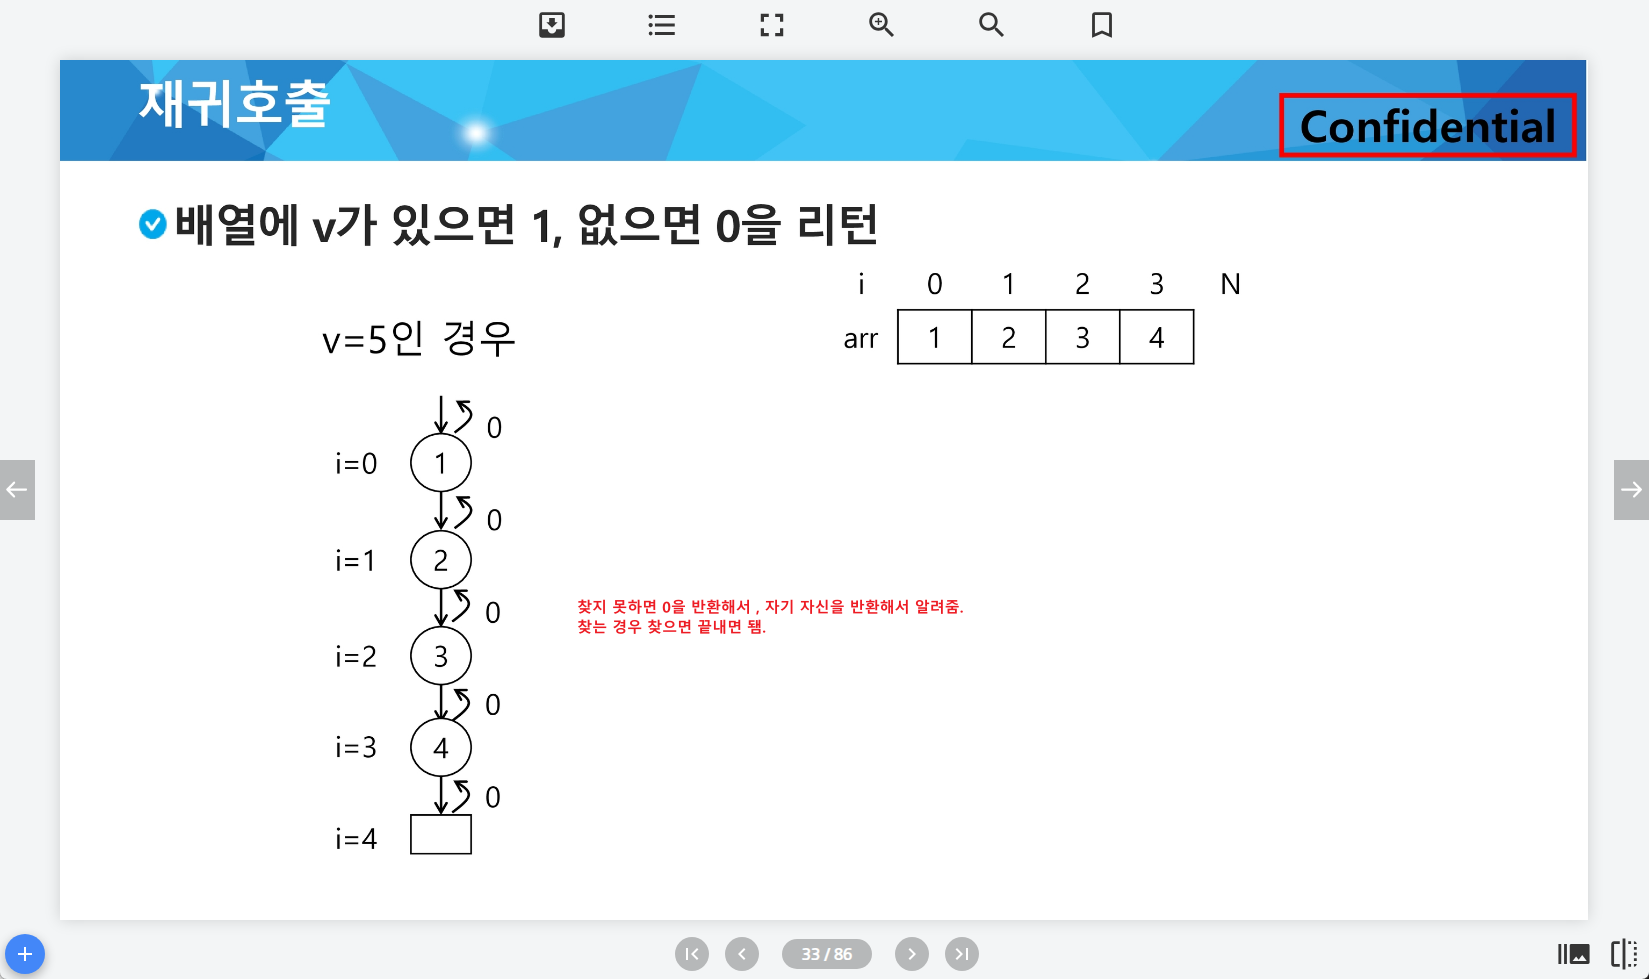 재귀호출
Confidential
배열에 v가 있으면 1, 없으면 0을 리턴
i 0 1 2 3 N
arr 1 2 3 4
v=5인 경우
0
i=0 1
0
i=1 2
0
i=2 3
0
i=3 4
0
i=4
찾지 못하면 0을 반환해서 , 자기 자신을 반환해서 알려줌.
찾는 경우 찾으면 끝내면 됌.
33 / 86